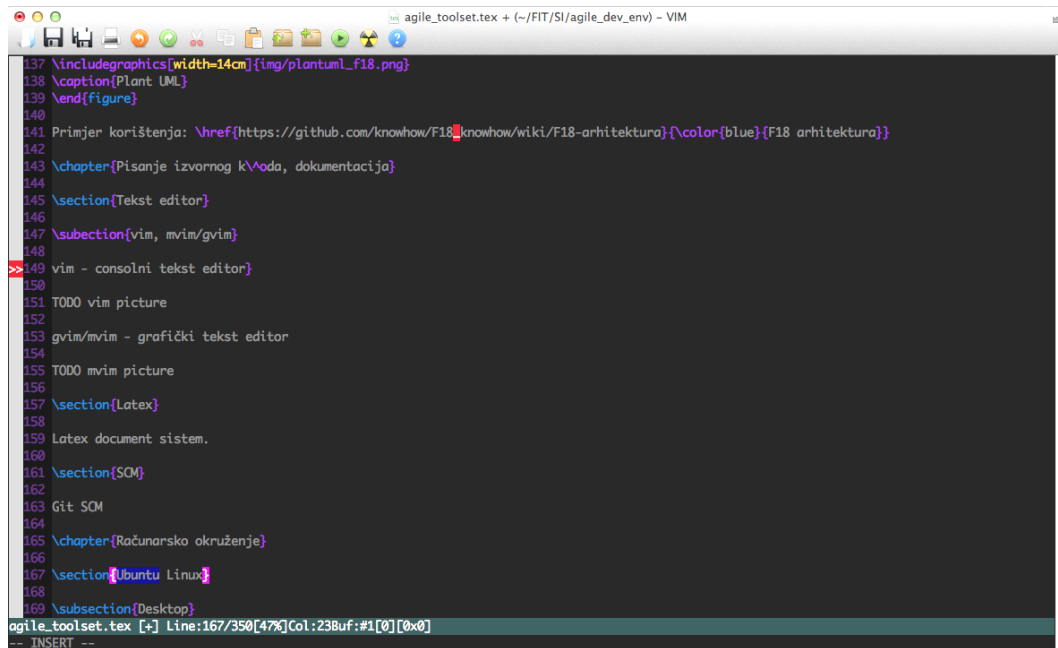 agile_toolset.tex + (~/FIT/SI/agile_dev_env) - VIM
137 \includegraphics[width=14cm]{img/plantuml_f18.png}
138 \caption{Plant UML}
139 \end{figure}
140
141 Primjer korištenja: \href{https://github.com/knowhow/F18_knowhow/wiki/F18-arhitektura}{\color{blue}{F18 arhitektura}}
142
143 \chapter{Pisanje izvornog k\^oda, dokumentacija}
144
145 \section{Tekst editor}
146
147 \subection{vim, mvim/gvim}
148
>>149 vim - consolni tekst editor}
150
151 TODO vim picture
152
153 gvim/mvim - grafički tekst editor
154
155 TODO mvim picture
156
157 \section{Latex}
158
159 Latex document sistem.
160
161 \section{SCM}
162
163 Git SCM
164
165 \chapter{Računarsko okruženje}
166
167 \section{Ubuntu Linux}
168
169 \subsection{Desktop}
agile_toolset.tex [+] Line:167/350[47%]Col:23Buf:#1[0][0x0]
-- INSERT --